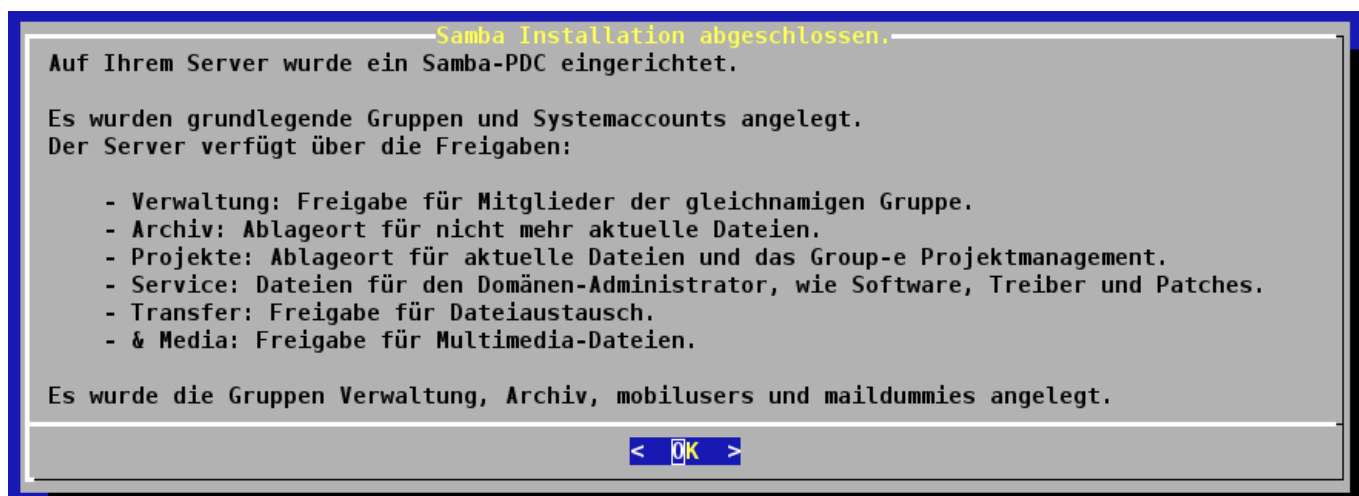 Samba Installation abgeschlossen.
Auf Ihrem Server wurde ein Samba-PDC eingerichtet.
Es wurden grundlegende Gruppen und Systemaccounts angelegt.
Der Server verfügt über die Freigaben:
- Verwaltung: Freigabe für Mitglieder der gleichnamigen Gruppe.
- Archiv: Ablageort für nicht mehr aktuelle Dateien.
- Projekte: Ablageort für aktuelle Dateien und das Group-e Projektmanagement.
- Service: Dateien für den Domänen-Administrator, wie Software, Treiber und Patches.
- Transfer: Freigabe für Dateiaustausch.
- & Media: Freigabe für Multimedia-Dateien.
Es wurde die Gruppen Verwaltung, Archiv, mobilusers und maildummies angelegt.
< OK >